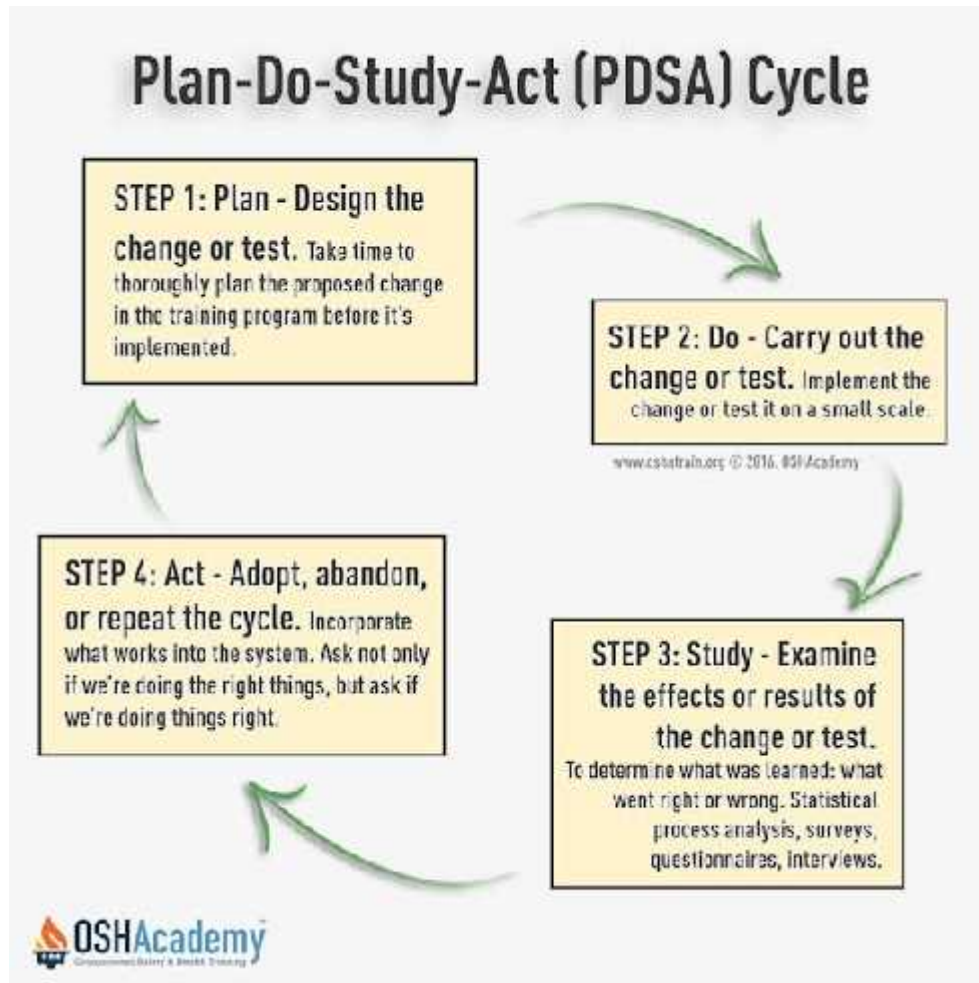 Plan-Do-Study-Act (PDSA) Cycle
STEP 1: Plan - Design the
change or test. Take time to
thoroughly plan the proposed change
in the training program before it's
implemented.
STEP 2: Do - Carry out the
change or test. Implement the
change or test it on a small scale.
© 2016, OSHAcademy
STEP 3: Study - Examine
the effects or results of
the change or test.
To determine what was learned: what
went right or wrong. Statistical
process analysis, surveys,
questionnaires, interviews.
STEP 4: Act - Adopt, abandon,
or repeat the cycle. Incorporate
what works into the system. Ask not only
if we're doing the right things, but ask if
we're doing things right.
OSHAcademy